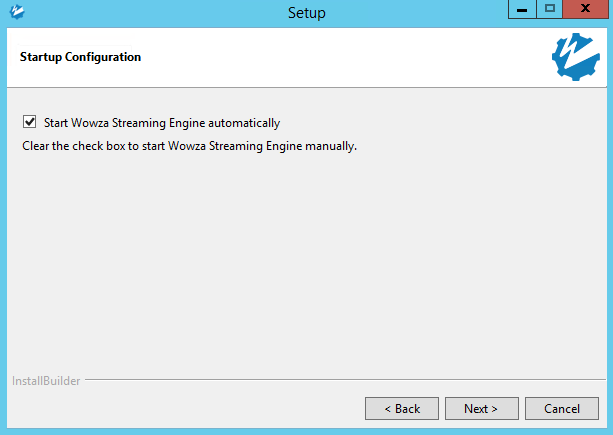 Setup
Startup Configuration
Start Wowza Streaming Engine automatically
Clear the check box to start Wowza Streaming Engine manually.
InstallBuilder
< Back
Next >
Cancel